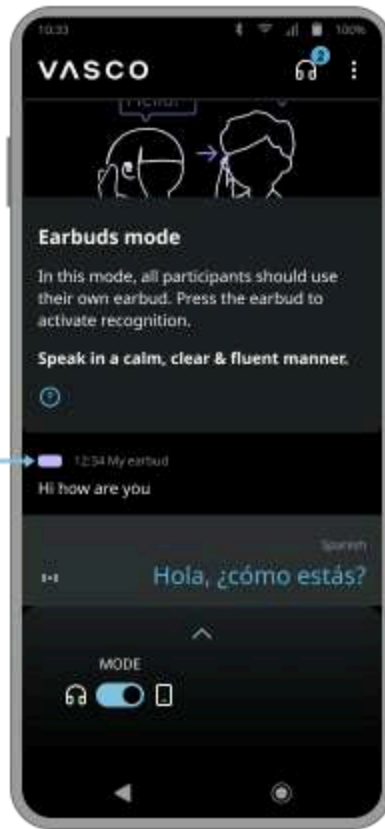 10:33
100%
VASCO
2
Earbuds mode
In this mode, all participants should use
their own earbud. Press the earbud to
activate recognition.
Speak in a calm, clear & fluent manner.
?
12:54 My earbud
Hi how are you
Spanish
Hola, ¿cómo estás?
MODE